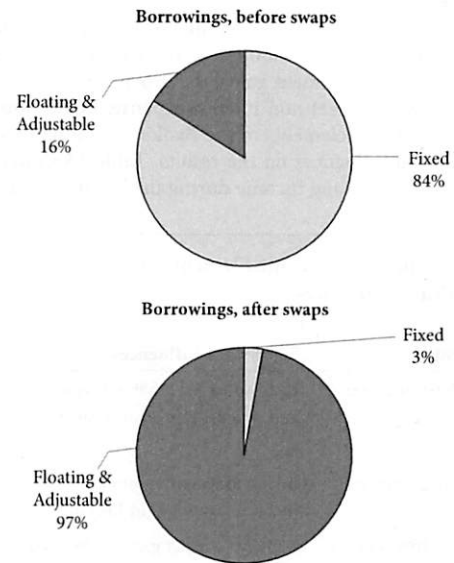 Borrowings, before swaps
Floating &
Adjustable
16%
Fixed
84%
Borrowings, after swaps
Fixed
3%
Floating &
Adjustable
97%